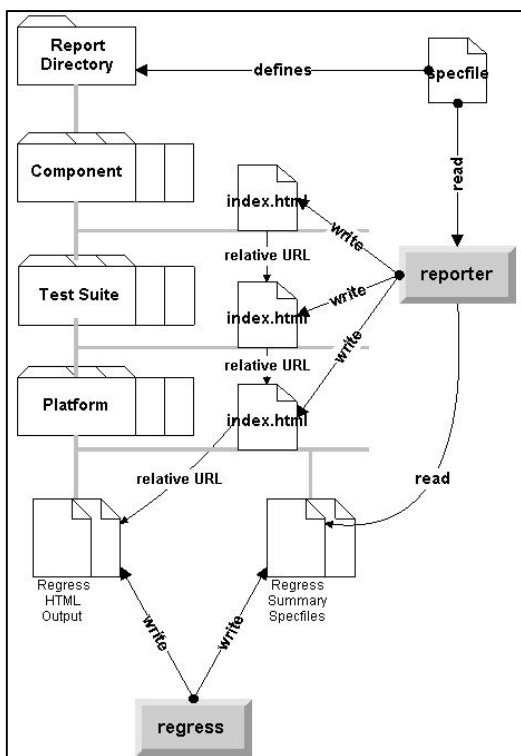 Report
Directory
defines
specfile
Component
read
index.html
write
relative URL
reporter
Test Suite
write
index.html
write
relative URL
Platform
index.html
relative URL
read
Regress
HTML
Output
Regress
Summary
Specfiles
write
write
regress